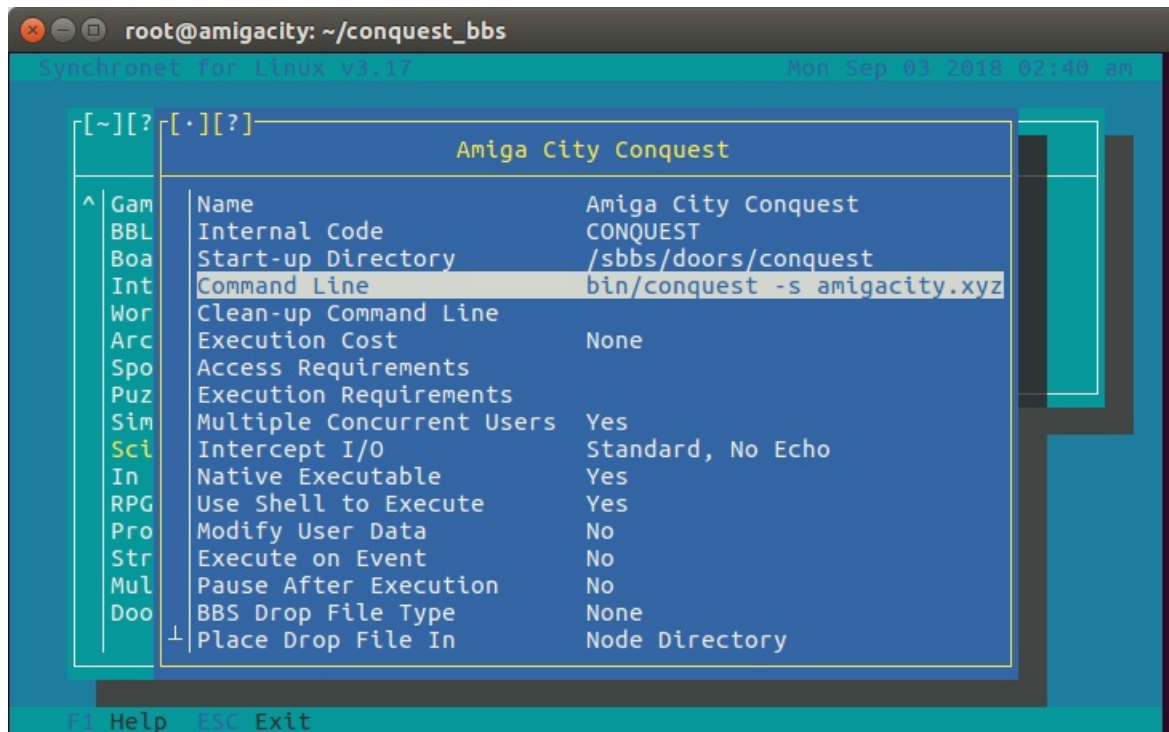 root@amigacity: ~/conquest_bbs
Synchronet for Linux v3.17 Mon Sep 03 2018 02:40 am
[~][? [·][?]
Amiga City Conquest
^ Gam Name Amiga City Conquest
BBL Internal Code CONQUEST
Boa Start-up Directory /sbbs/doors/conquest
Int Command Line bin/conquest -s amigacity.xyz
Wor Clean-up Command Line
Arc Execution Cost None
Spo Access Requirements
Puz Execution Requirements
Sim Multiple Concurrent Users Yes
Sci Intercept I/O Standard, No Echo
In Native Executable Yes
RPG Use Shell to Execute Yes
Pro Modify User Data No
Str Execute on Event No
Mul Pause After Execution No
Doo BBS Drop File Type None
Place Drop File In Node Directory
F1 Help ESC Exit